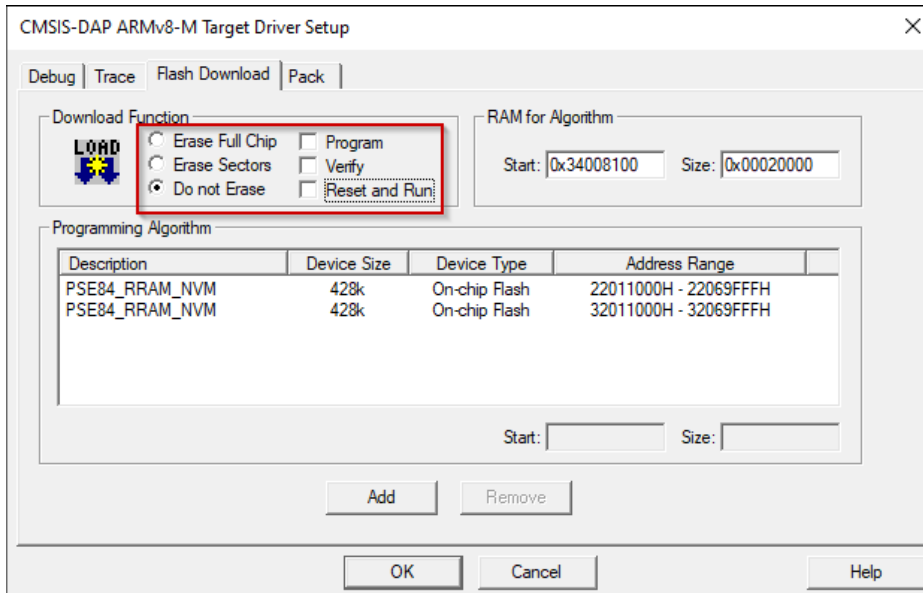 CMSIS-DAP ARMv8-M Target Driver Setup
Debug Trace Flash Download Pack
Download Function
LOAD
Erase Full Chip Program
Erase Sectors Verify
Do not Erase Reset and Run
RAM for Algorithm
Start: 0x34008100 Size: 0x00020000
Programming Algorithm
Description Device Size Device Type Address Range
PSE84_RRAM_NVM 428k On-chip Flash 22011000H - 22069FFFH
PSE84_RRAM_NVM 428k On-chip Flash 32011000H - 32069FFFH
Start: Size:
Add Remove
OK Cancel Help